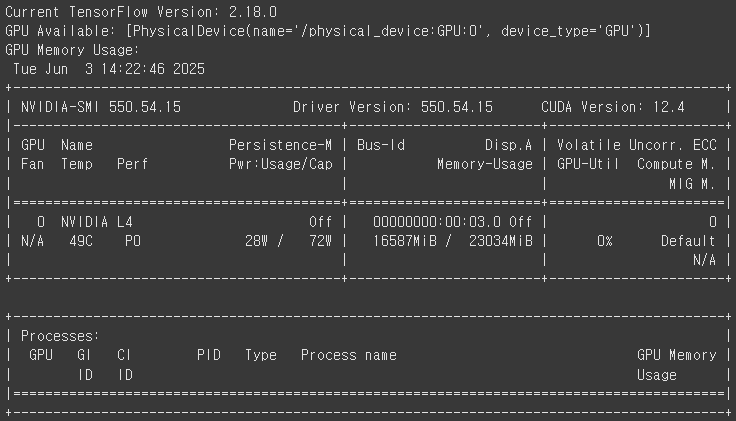 Current TensorFlow Version: 2.18.0
GPU Available: [PhysicalDevice(name='/physical_device:GPU:0', device_type='GPU')]
GPU Memory Usage:
 Tue Jun  3 14:22:46 2025
+-----------------------------------------------------------------------------------------+
| NVIDIA-SMI 550.54.15              Driver Version: 550.54.15      CUDA Version: 12.4     |
|-----------------------------------------+------------------------+----------------------+
| GPU  Name                 Persistence-M | Bus-Id          Disp.A | Volatile Uncorr. ECC |
| Fan  Temp   Perf          Pwr:Usage/Cap |           Memory-Usage | GPU-Util  Compute M. |
|                                         |                        |               MIG M. |
|=========================================+========================+======================|
|   0  NVIDIA L4                      Off |   00000000:00:03.0 Off |                    0 |
| N/A   49C    P0             28W /   72W |   16587MiB /  23034MiB |      0%      Default |
|                                         |                        |                  N/A |
+-----------------------------------------+------------------------+----------------------+

+-----------------------------------------------------------------------------------------+
| Processes:                                                                              |
|  GPU   GI   CI        PID   Type   Process name                              GPU Memory |
|        ID   ID                                                               Usage      |
|=========================================================================================|
+-----------------------------------------------------------------------------------------+